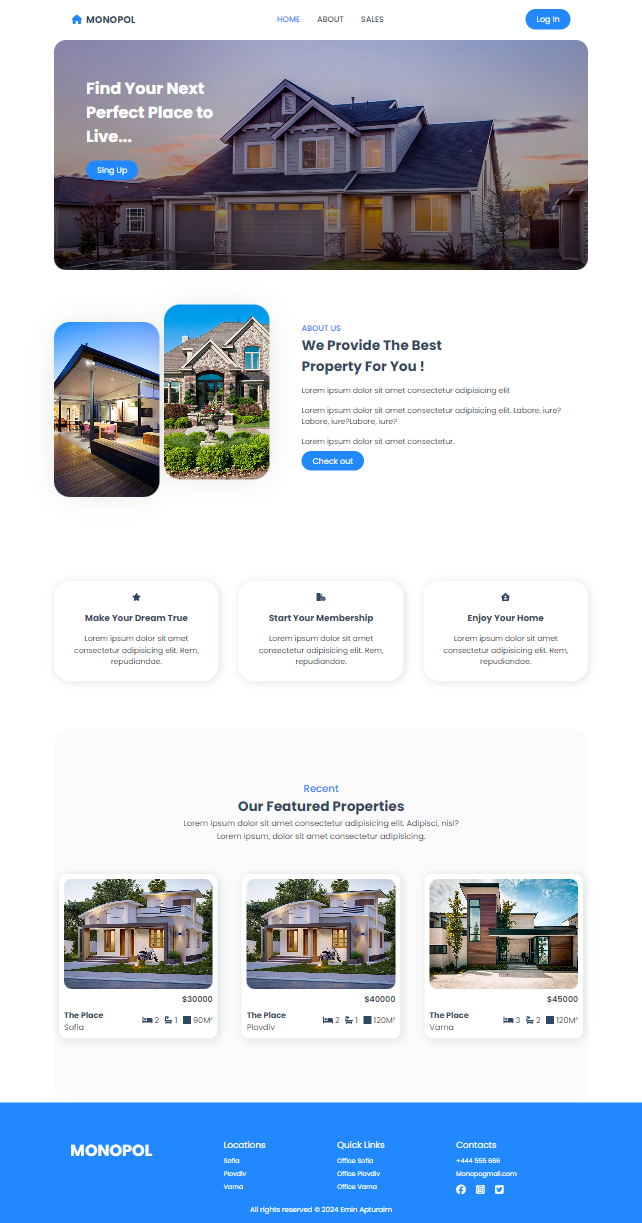 MONOPOL
HOME ABOUT SALES
Log In
Find Your Next
Perfect Place to
Live...
Sing Up
ABOUT US
We Provide The Best
Property For You !
Lorem ipsum dolor sit amet consectetur adipisicing elit
Lorem ipsum dolor sit amet consectetur adipisicing elit. Labore, iure?
Labore, iure?Labore, iure?
Lorem ipsum dolor sit amet consectetur.
Check out
Make Your Dream True
Lorem ipsum dolor sit amet
consectetur adipisicing elit. Rem,
repudiandae.
Start Your Membership
Lorem ipsum dolor sit amet
consectetur adipisicing elit. Rem,
repudiandae.
Enjoy Your Home
Lorem ipsum dolor sit amet
consectetur adipisicing elit. Rem,
repudiandae.
Recent
Our Featured Properties
Lorem ipsum dolor sit amet consectetur adipisicing elit. Adipisci, nisi?
Lorem ipsum, dolor sit amet consectetur adipisicing.
$30000
The Place
Sofia
2 1 90M²
$40000
The Place
Plovdiv
2 1 120M²
$45000
The Place
Varna
3 2 120M²
MONOPOL
Locations
Sofia
Plovdiv
Varna
Quick Links
Office Sofia
Office Plovdiv
Office Varna
Contacts
+444 555 666
Monopogmail.com
All rights reserved © 2024 Emin Apturaim